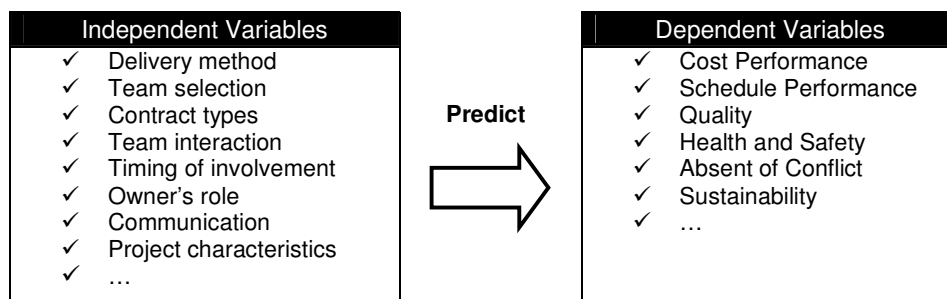 Independent Variables
✓ Delivery method
✓ Team selection
✓ Contract types
✓ Team interaction
✓ Timing of involvement
✓ Owner's role
✓ Communication
✓ Project characteristics
✓ …
Predict
Dependent Variables
✓ Cost Performance
✓ Schedule Performance
✓ Quality
✓ Health and Safety
✓ Absent of Conflict
✓ Sustainability
✓ …